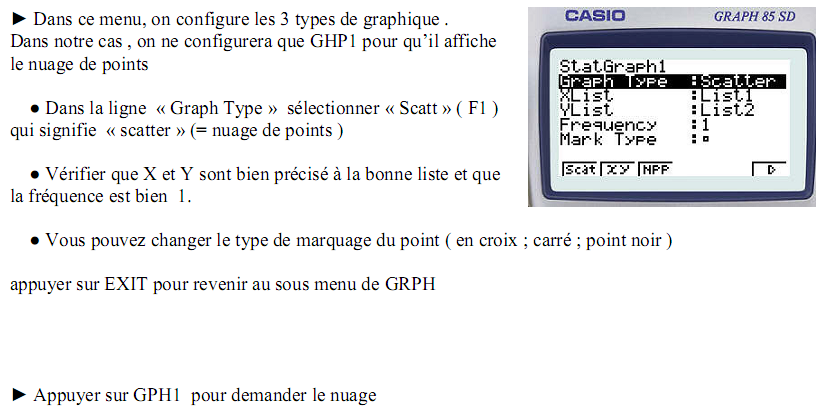 ► Dans ce menu, on configure les 3 types de graphique .
Dans notre cas , on ne configurera que GHP1 pour qu'il affiche
le nuage de points
● Dans la ligne « Graph Type » sélectionner « Scatt » ( F1 )
qui signifie « scatter » (= nuage de points )
● Vérifier que X et Y sont bien précisé à la bonne liste et que
la fréquence est bien 1.
● Vous pouvez changer le type de marquage du point ( en croix ; carré ; point noir )
appuyer sur EXIT pour revenir au sous menu de GRPH
► Appuyer sur GPH1 pour demander le nuage
CASIO GRAPH 85 SD
StatGraph1
Graph Type :Scatter
XList :List1
YList :List2
Frequency :1
Mark Type :▫
Scat xy NPP ▷